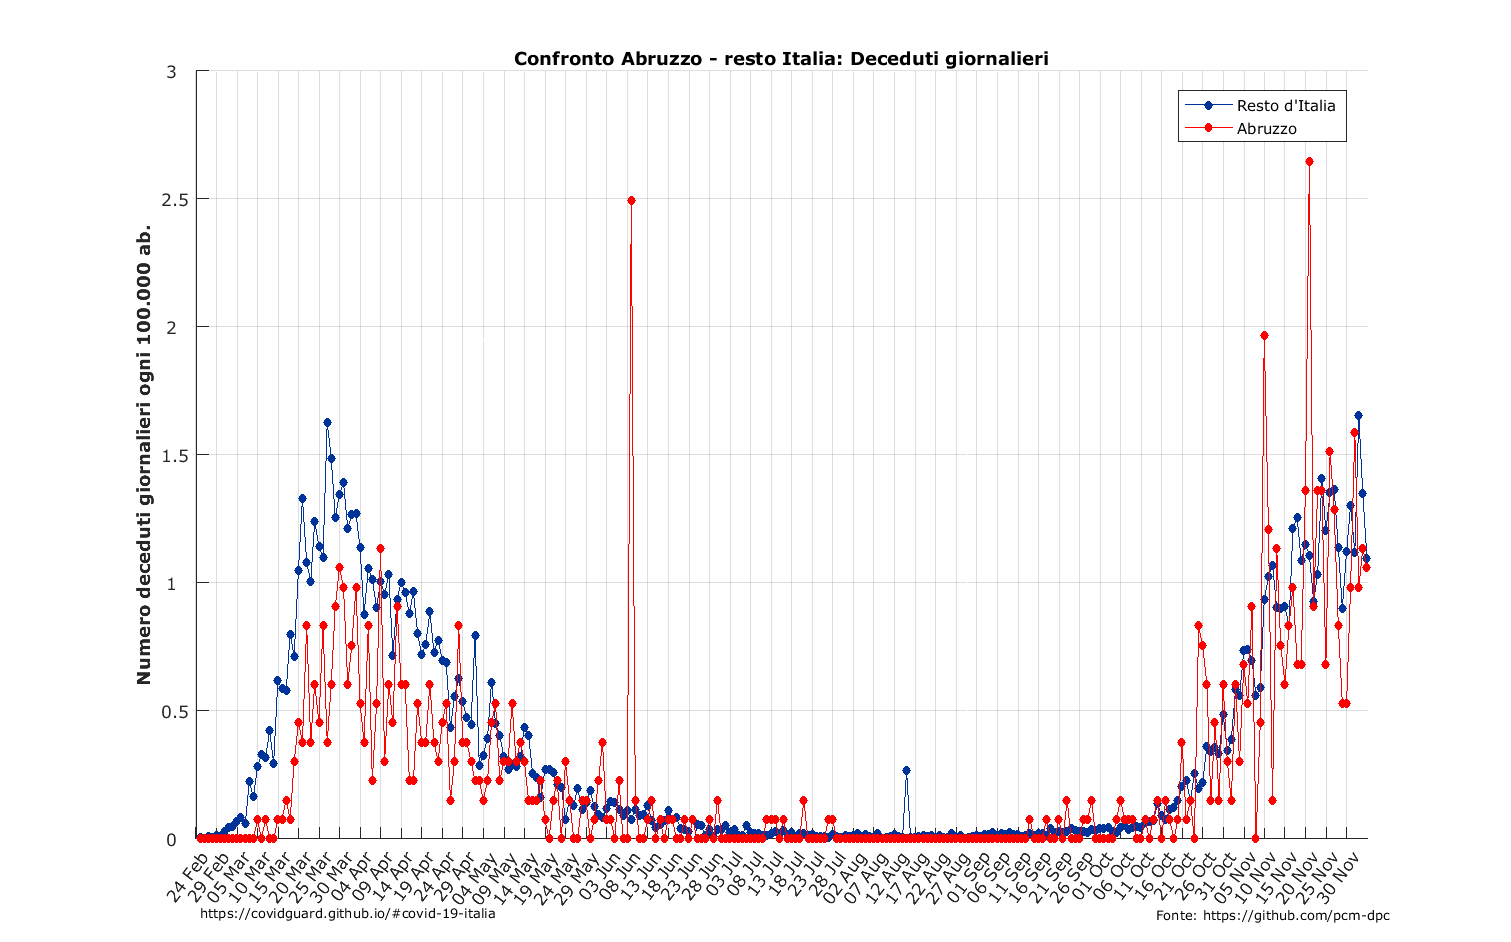 Confronto Abruzzo - resto Italia: Deceduti giornalieri
Resto d'Italia
Abruzzo
Numero deceduti giornalieri ogni 100.000 ab.
3
2.5
2
1.5
1
0.5
0
24 Feb
29 Feb
05 Mar
10 Mar
15 Mar
20 Mar
25 Mar
30 Mar
04 Apr
09 Apr
14 Apr
19 Apr
24 Apr
29 Apr
04 May
09 May
14 May
19 May
24 May
29 May
03 Jun
08 Jun
13 Jun
18 Jun
23 Jun
28 Jun
03 Jul
08 Jul
13 Jul
18 Jul
23 Jul
28 Jul
02 Aug
07 Aug
12 Aug
17 Aug
22 Aug
27 Aug
01 Sep
06 Sep
11 Sep
16 Sep
21 Sep
26 Sep
01 Oct
06 Oct
11 Oct
16 Oct
21 Oct
26 Oct
31 Oct
05 Nov
10 Nov
15 Nov
20 Nov
25 Nov
30 Nov
https://covidguard.github.io/#covid-19-italia
Fonte: https://github.com/pcm-dpc